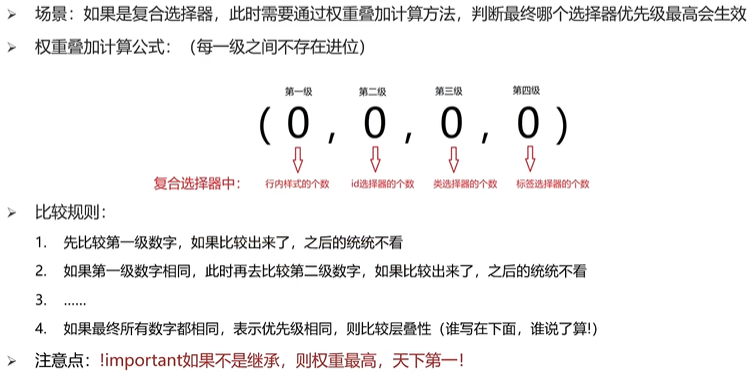 ➢ 场景：如果是复合选择器，此时需要通过权重叠加计算方法，判断最终哪个选择器优先级最高会生效
➢ 权重叠加计算公式：（每一级之间不存在进位）
第一级 第二级 第三级 第四级
( 0 , 0 , 0 , 0 )
复合选择器中： 行内样式的个数 id选择器的个数 类选择器的个数 标签选择器的个数
➢ 比较规则：
1. 先比较第一级数字，如果比较出来了，之后的统统不看
2. 如果第一级数字相同，此时再去比较第二级数字，如果比较出来了，之后的统统不看
3. ……
4. 如果最终所有数字都相同，表示优先级相同，则比较层叠性（谁写在下面，谁说了算!）
➢ 注意点：!important如果不是继承，则权重最高，天下第一！